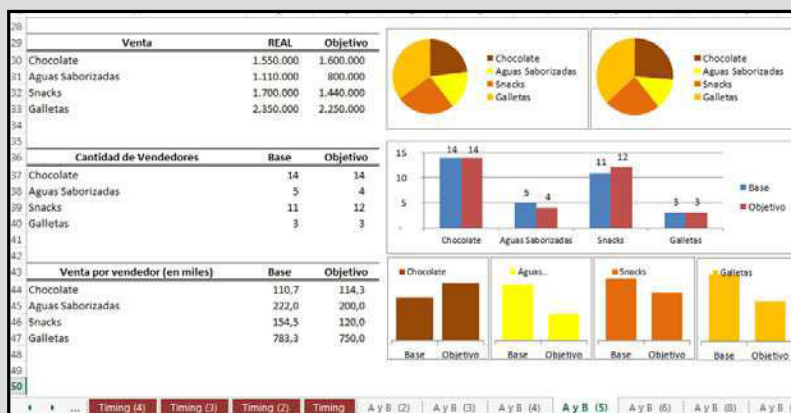 28
29 Venta REAL Objetivo
30 Chocolate 1.550.000 1.600.000
31 Aguas Saborizadas 1.110.000 800.000
32 Snacks 1.700.000 1.440.000
33 Galletas 2.350.000 2.250.000
34
35
36 Cantidad de Vendedores Base Objetivo
37 Chocolate 14 14
38 Aguas Saborizadas 5 4
39 Snacks 11 12
40 Galletas 3 3
41
42
43 Venta por vendedor (en miles) Base Objetivo
44 Chocolate 110,7 114,3
45 Aguas Saborizadas 222,0 200,0
46 Snacks 154,5 120,0
47 Galletas 783,3 750,0
48
49
50
Chocolate
Aguas Saborizadas
Snacks
Galletas
Chocolate
Aguas Saborizadas
Snacks
Galletas
15
10
5
-
14 14
5 4
11 12
3 3
Chocolate Aguas Saborizadas Snacks Galletas
Base
Objetivo
Chocolate
Base Objetivo
Aguas...
Base Objetivo
Snacks
Base Objetivo
Galletas
Base Objetivo
... Timing (4) Timing (3) Timing (2) Timing A y B (2) A y B (3) A y B (4) A y B (5) A y B (6) A y B (8) A y B